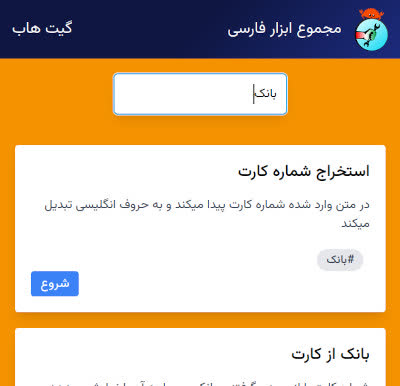 مجموع ابزار فارسی
گیت هاب
بانک
استخراج شماره کارت
در متن وارد شده شماره کارت پیدا میکند و به حروف انگلیسی تبدیل
میکند
#بانک
شروع
بانک از کارت